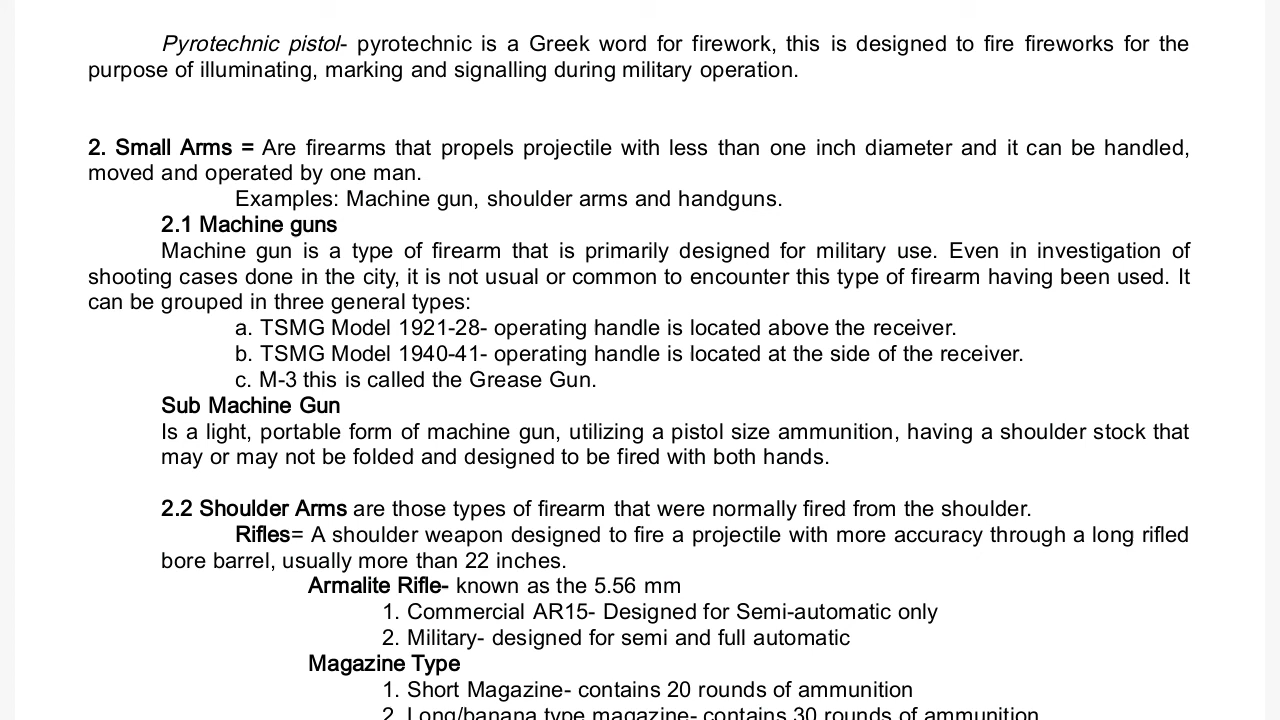 Pyrotechnic pistol- pyrotechnic is a Greek word for firework, this is designed to fire fireworks for the
purpose of illuminating, marking and signalling during military operation.
2. Small Arms = Are firearms that propels projectile with less than one inch diameter and it can be handled,
moved and operated by one man.
Examples: Machine gun, shoulder arms and handguns.
2.1 Machine guns
Machine gun is a type of firearm that is primarily designed for military use. Even in investigation of
shooting cases done in the city, it is not usual or common to encounter this type of firearm having been used. It
can be grouped in three general types:
a. TSMG Model 1921-28- operating handle is located above the receiver.
b. TSMG Model 1940-41- operating handle is located at the side of the receiver.
c. M-3 this is called the Grease Gun.
Sub Machine Gun
Is a light, portable form of machine gun, utilizing a pistol size ammunition, having a shoulder stock that
may or may not be folded and designed to be fired with both hands.
2.2 Shoulder Arms are those types of firearm that were normally fired from the shoulder.
Rifles= A shoulder weapon designed to fire a projectile with more accuracy through a long rifled
bore barrel, usually more than 22 inches.
Armalite Rifle- known as the 5.56 mm
1. Commercial AR15- Designed for Semi-automatic only
2. Military- designed for semi and full automatic
Magazine Type
1. Short Magazine- contains 20 rounds of ammunition
2. Long/banana type magazine- contains 30 rounds of ammunition